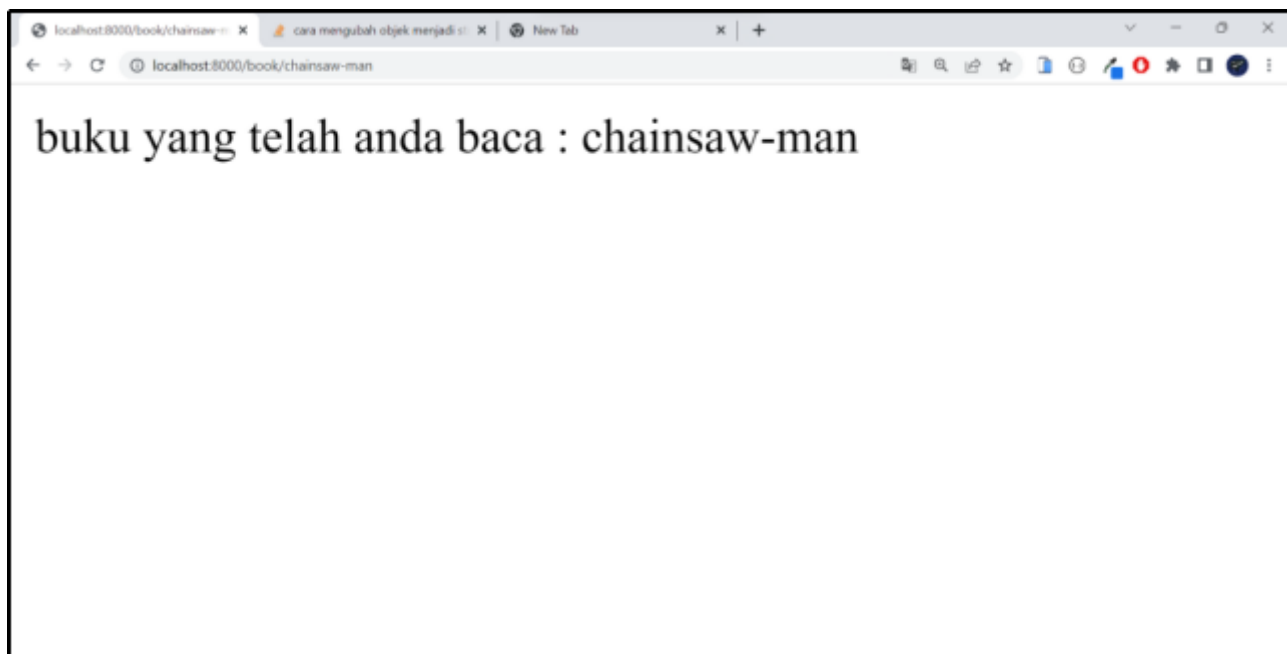 localhost:8000/book/chainsaw-m
cara mengubah objek menjadi st
New Tab
localhost:8000/book/chainsaw-man
buku yang telah anda baca : chainsaw-man